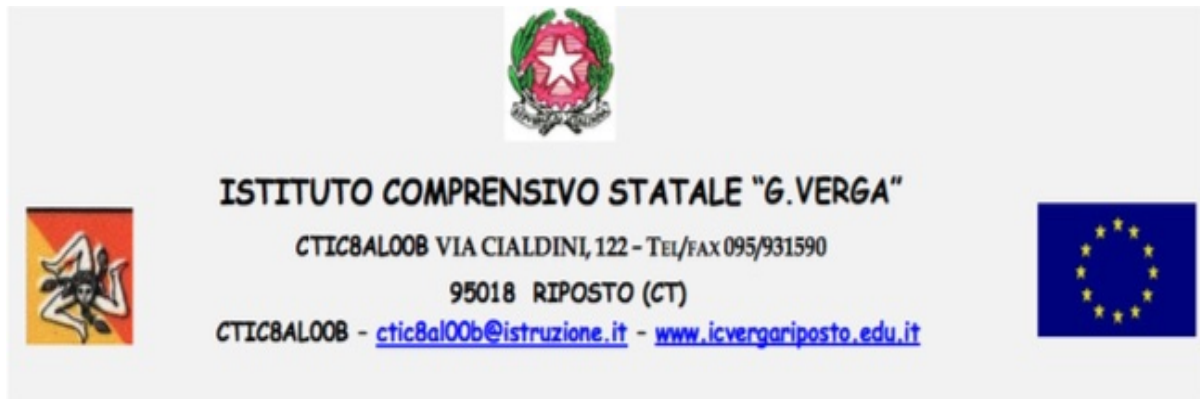 ISTITUTO COMPRENSIVO STATALE “G.VERGA”
CTIC8AL00B VIA CIALDINI, 122 – TEL/FAX 095/931590
95018 RIPOSTO (CT)
CTIC8AL00B – ctic8al00b@istruzione.it – www.icvergariposto.edu.it